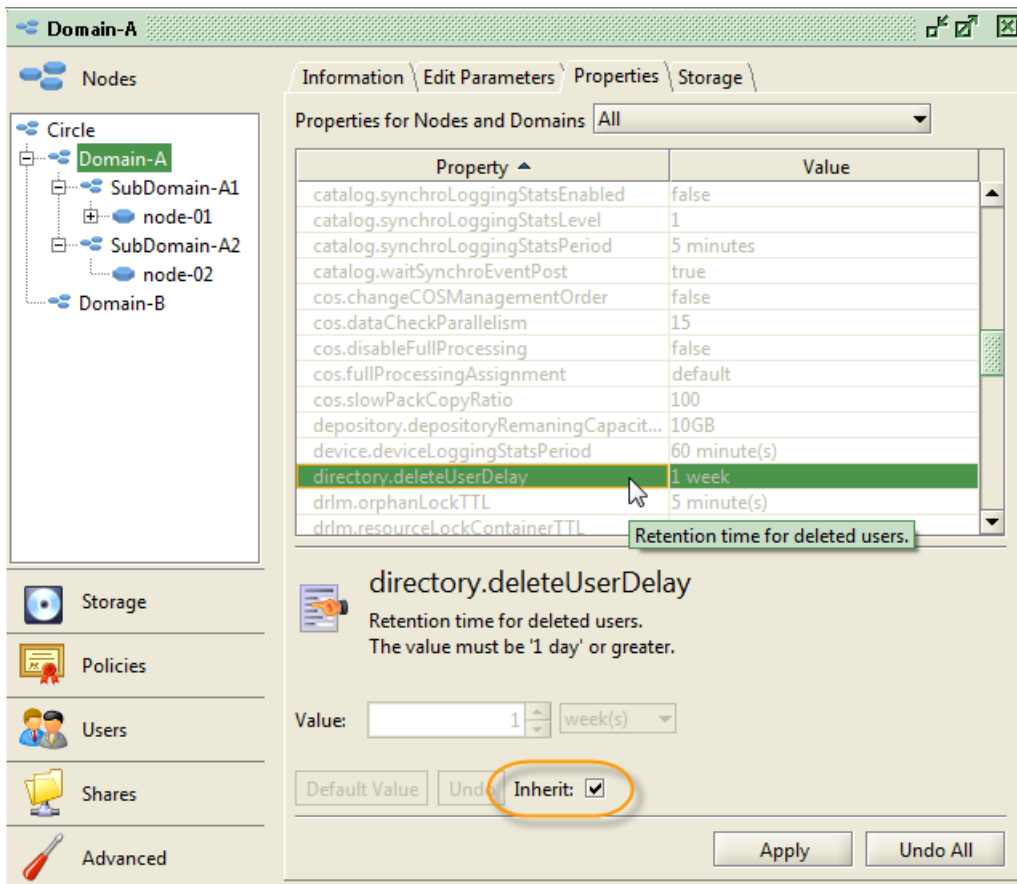 Domain-A
Nodes
Circle
Domain-A
SubDomain-A1
node-01
SubDomain-A2
node-02
Domain-B
Storage
Policies
Users
Shares
Advanced
Information Edit Parameters Properties Storage
Properties for Nodes and Domains All
Property Value
catalog.synchroLoggingStatsEnabled false
catalog.synchroLoggingStatsLevel 1
catalog.synchroLoggingStatsPeriod 5 minutes
catalog.waitSynchroEventPost true
cos.changeCOSManagementOrder false
cos.dataCheckParallelism 15
cos.disableFullProcessing false
cos.fullProcessingAssignment default
cos.slowPackCopyRatio 100
depository.depositoryRemaningCapacit... 10GB
device.deviceLoggingStatsPeriod 60 minute(s)
directory.deleteUserDelay 1 week
drlm.orphanLockTTL 5 minute(s)
drlm.resourceLockContainerTTL
Retention time for deleted users.
directory.deleteUserDelay
Retention time for deleted users.
The value must be '1 day' or greater.
Value: 1 week(s)
Default Value Undo Inherit:
Apply Undo All